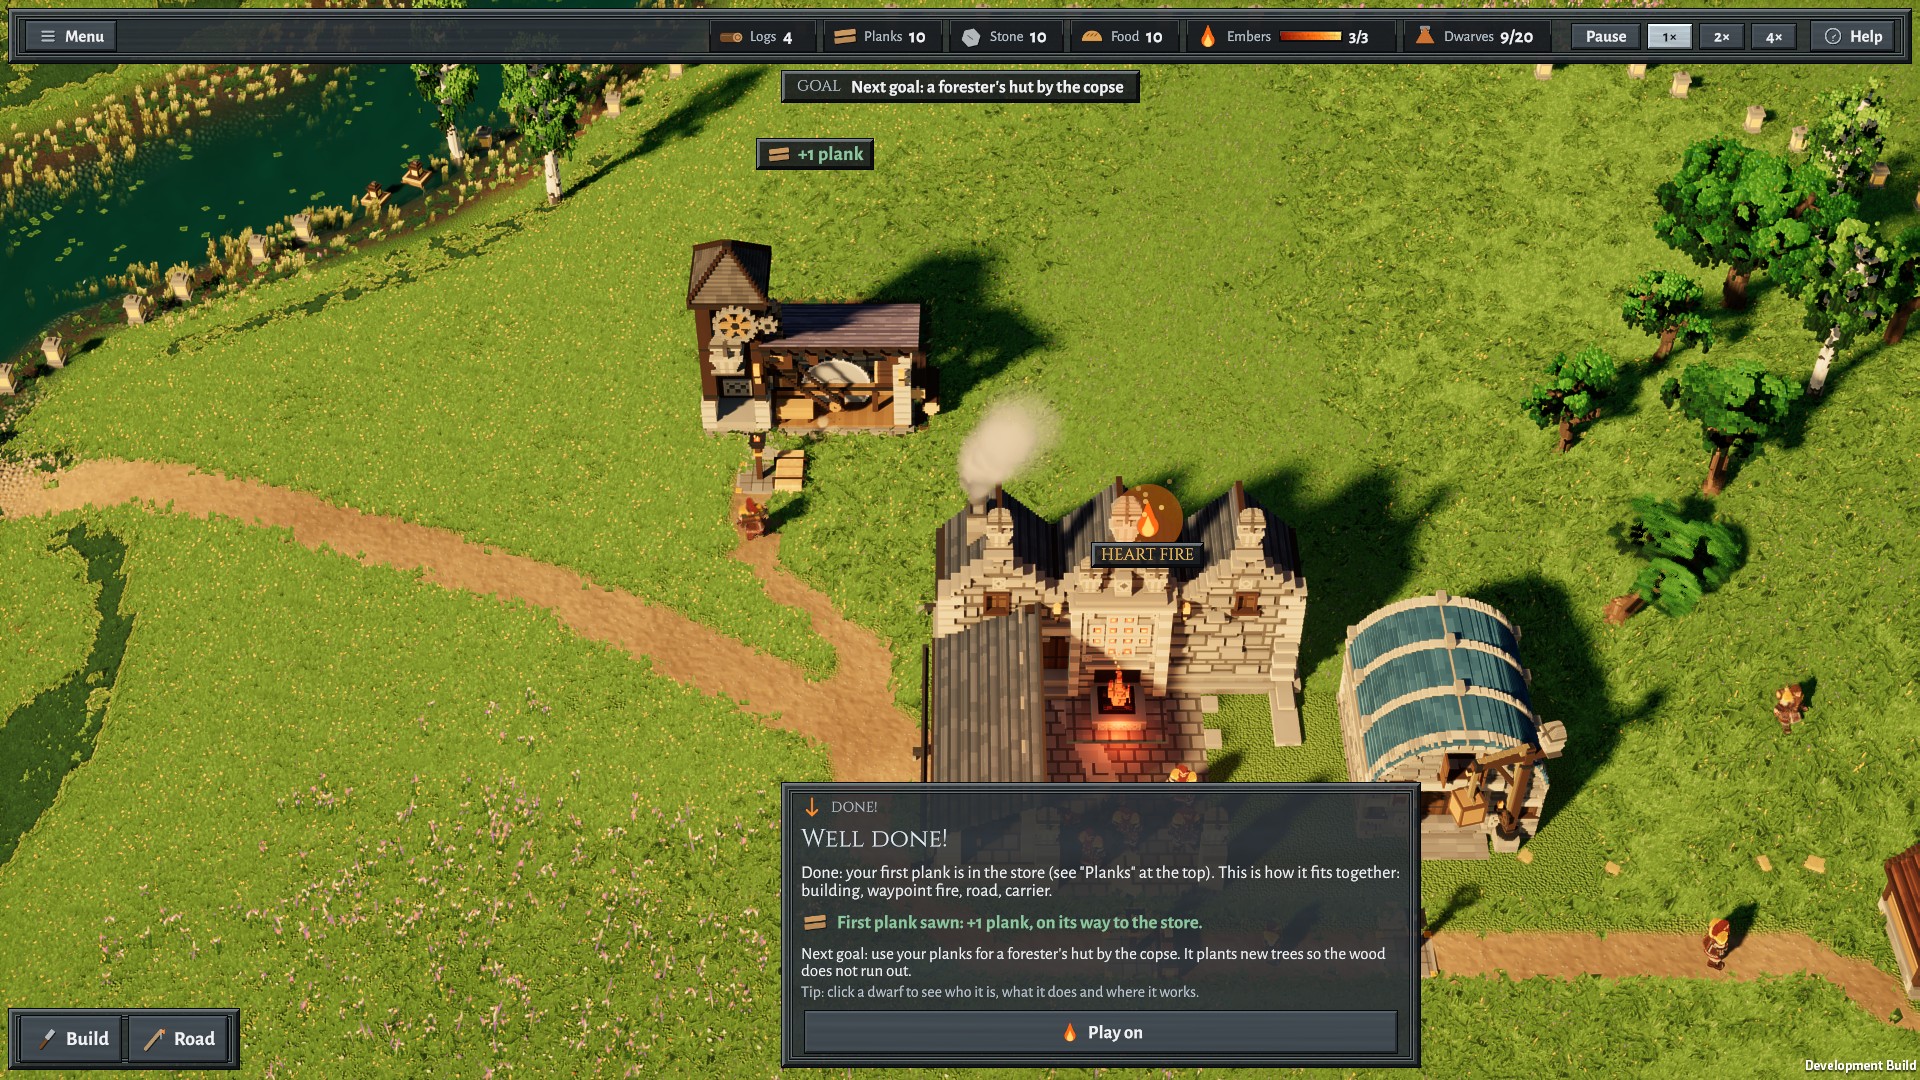 Menu
Logs 4
Planks 10
Stone 10
Food 10
Embers 3/3
Dwarves 9/20
Pause
1×
2×
4×
Help
GOAL Next goal: a forester's hut by the copse
+1 plank
HEART FIRE
DONE!
Well done!
Done: your first plank is in the store (see "Planks" at the top). This is how it fits together:
building, waypoint fire, road, carrier.
First plank sawn: +1 plank, on its way to the store.
Next goal: use your planks for a forester's hut by the copse. It plants new trees so the wood
does not run out.
Tip: click a dwarf to see who it is, what it does and where it works.
Play on
Build
Road
Development Build